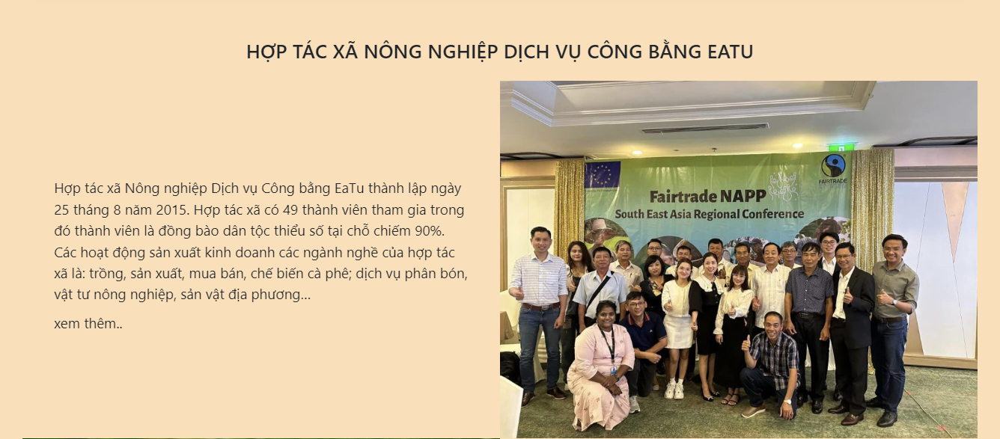 HỢP TÁC XÃ NÔNG NGHIỆP DỊCH VỤ CÔNG BẰNG EATU
Hợp tác xã Nông nghiệp Dịch vụ Công bằng EaTu thành lập ngày
25 tháng 8 năm 2015. Hợp tác xã có 49 thành viên tham gia trong
đó thành viên là đồng bào dân tộc thiểu số tại chỗ chiếm 90%.
Các hoạt động sản xuất kinh doanh các ngành nghề của hợp tác
xã là: trồng, sản xuất, mua bán, chế biến cà phê; dịch vụ phân bón,
vật tư nông nghiệp, sản vật địa phương...
xem thêm..
FAIRTRADE
Fairtrade NAPP
South East Asia Regional Conference